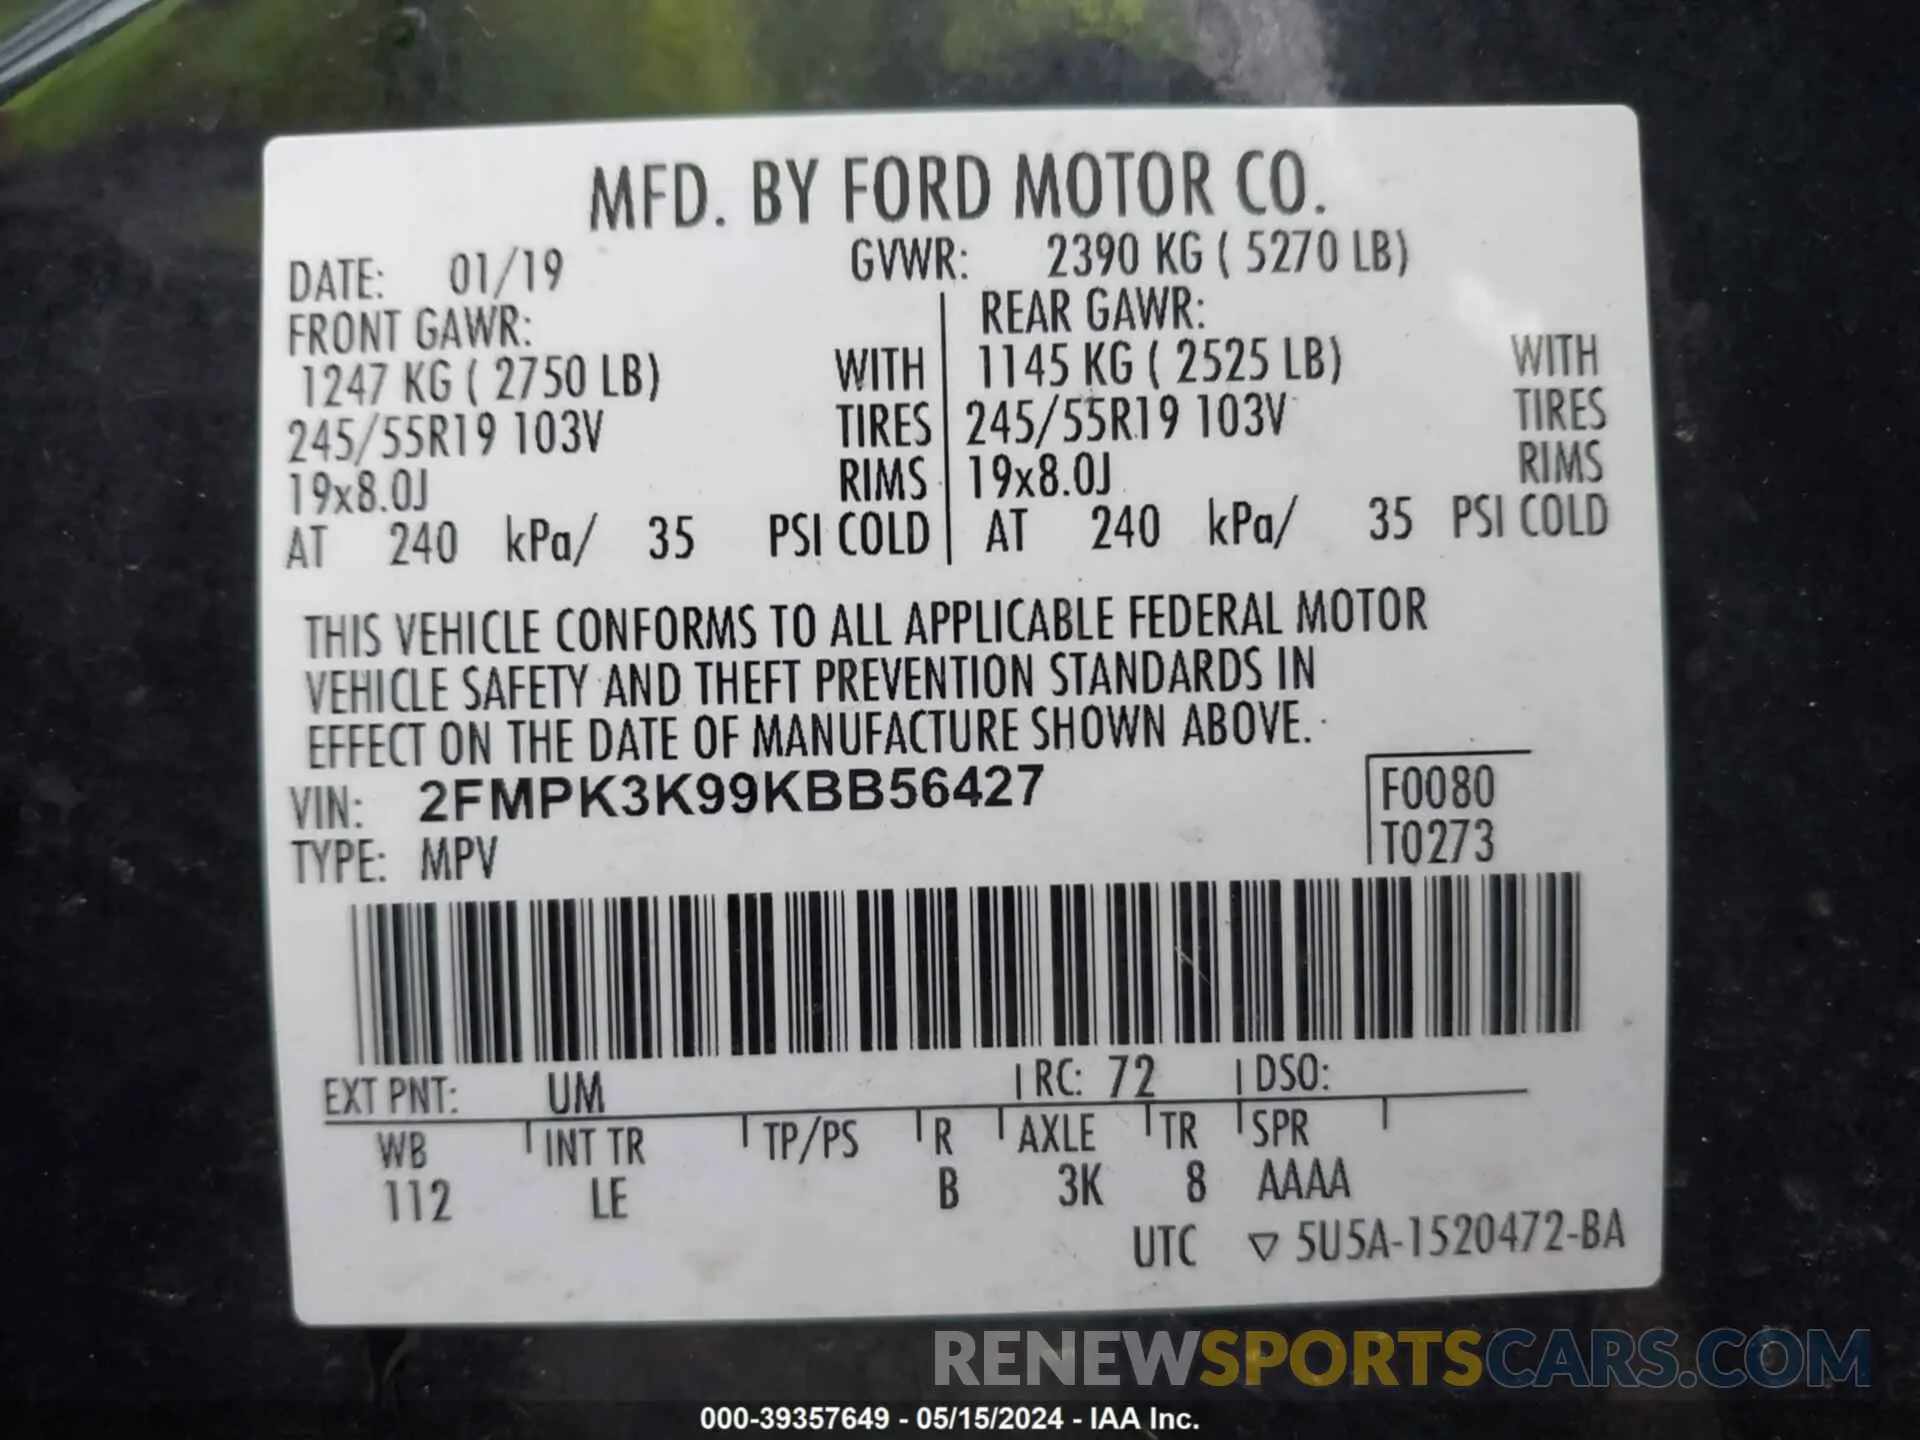 MFD. BY FORD MOTOR CO.
DATE: 01/19 GVWR: 2390 KG ( 5270 LB)
FRONT GAWR: REAR GAWR:
1247 KG ( 2750 LB) WITH 1145 KG ( 2525 LB) WITH
245/55R19 103V TIRES 245/55R19 103V TIRES
19x8.0J RIMS 19x8.0J RIMS
AT 240 kPa/ 35 PSI COLD AT 240 kPa/ 35 PSI COLD
THIS VEHICLE CONFORMS TO ALL APPLICABLE FEDERAL MOTOR
VEHICLE SAFETY AND THEFT PREVENTION STANDARDS IN
EFFECT ON THE DATE OF MANUFACTURE SHOWN ABOVE.
VIN: 2FMPK3K99KBB56427 F0080
TYPE: MPV T0273
EXT PNT: UM RC: 72 DSO:
WB INT TR TP/PS R AXLE TR SPR
112 LE B 3K 8 AAAA
UTC ▽ 5U5A-1520472-BA
RENEWSPORTSCARS.COM
000-39357649 - 05/15/2024 - IAA Inc.